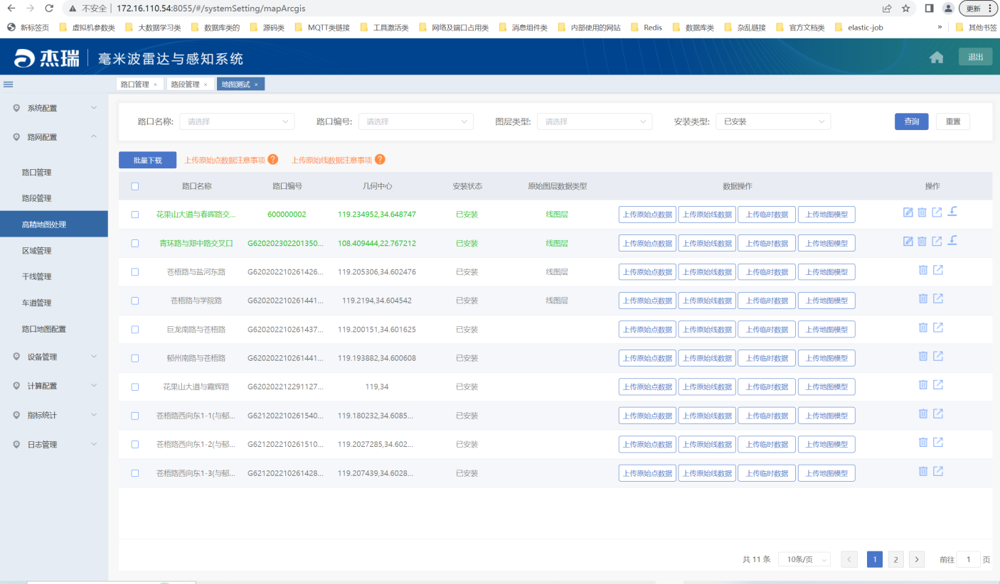 不安全 172.16.110.54:8055/#/systemSetting/mapArcgis 更新
新标签页 虚拟机参数类 大数据学习类 数据库类的 源码类 MQTT类链接 工具激活类 网络及端口占用类 消息组件类 内部使用的网站 Redis 数据库类 杂乱链接 官方文档类 elastic-job » 其他书签
杰瑞 毫米波雷达与感知系统 退出
路口管理 × 路段管理 × 地图测试 ×
系统配置
路网配置
路口管理
路段管理
高精地图处理
区域管理
干线管理
车道管理
路口地图配置
设备管理
计算配置
指标统计
日志管理
路口名称: 请选择 路口编号: 请选择 图层类型: 请选择 安装类型: 已安装 查询 重置
批量下载 上传原始点数据注意事项 ? 上传原始线数据注意事项 ?
路口名称 路口编号 几何中心 安装状态 原始图层数据类型 数据操作 操作
花果山大道与春晖路交... 600000002 119.234952,34.648747 已安装 线图层 上传原始点数据 上传原始线数据 上传临时数据 上传地图模型
青环路与郑中路交叉口 G620202302201350... 108.409444,22.767212 已安装 线图层 上传原始点数据 上传原始线数据 上传临时数据 上传地图模型
苍梧路与盐河东路 G620202210261426... 119.205306,34.602476 已安装 线图层 上传原始点数据 上传原始线数据 上传临时数据 上传地图模型
苍梧路与学院路 G620202210261441... 119.2194,34.604542 已安装 线图层 上传原始点数据 上传原始线数据 上传临时数据 上传地图模型
巨龙南路与苍梧路 G620202210261437... 119.200151,34.601625 已安装 上传原始点数据 上传原始线数据 上传临时数据 上传地图模型
郁州南路与苍梧路 G620202210261441... 119.193882,34.600608 已安装 上传原始点数据 上传原始线数据 上传临时数据 上传地图模型
花果山大道与霞辉路 G620202212291127... 119,34 已安装 上传原始点数据 上传原始线数据 上传临时数据 上传地图模型
苍梧路西向东1-1(与郁... G621202210261540... 119.180232,34.6085... 已安装 上传原始点数据 上传原始线数据 上传临时数据 上传地图模型
苍梧路西向东1-2(与郁... G621202210261510... 119.2027285,34.602... 已安装 上传原始点数据 上传原始线数据 上传临时数据 上传地图模型
苍梧路西向东1-3(与郁... G621202210261428... 119.207439,34.6028... 已安装 上传原始点数据 上传原始线数据 上传临时数据 上传地图模型
共 11 条 10条/页 < 1 2 > 前往 1 页